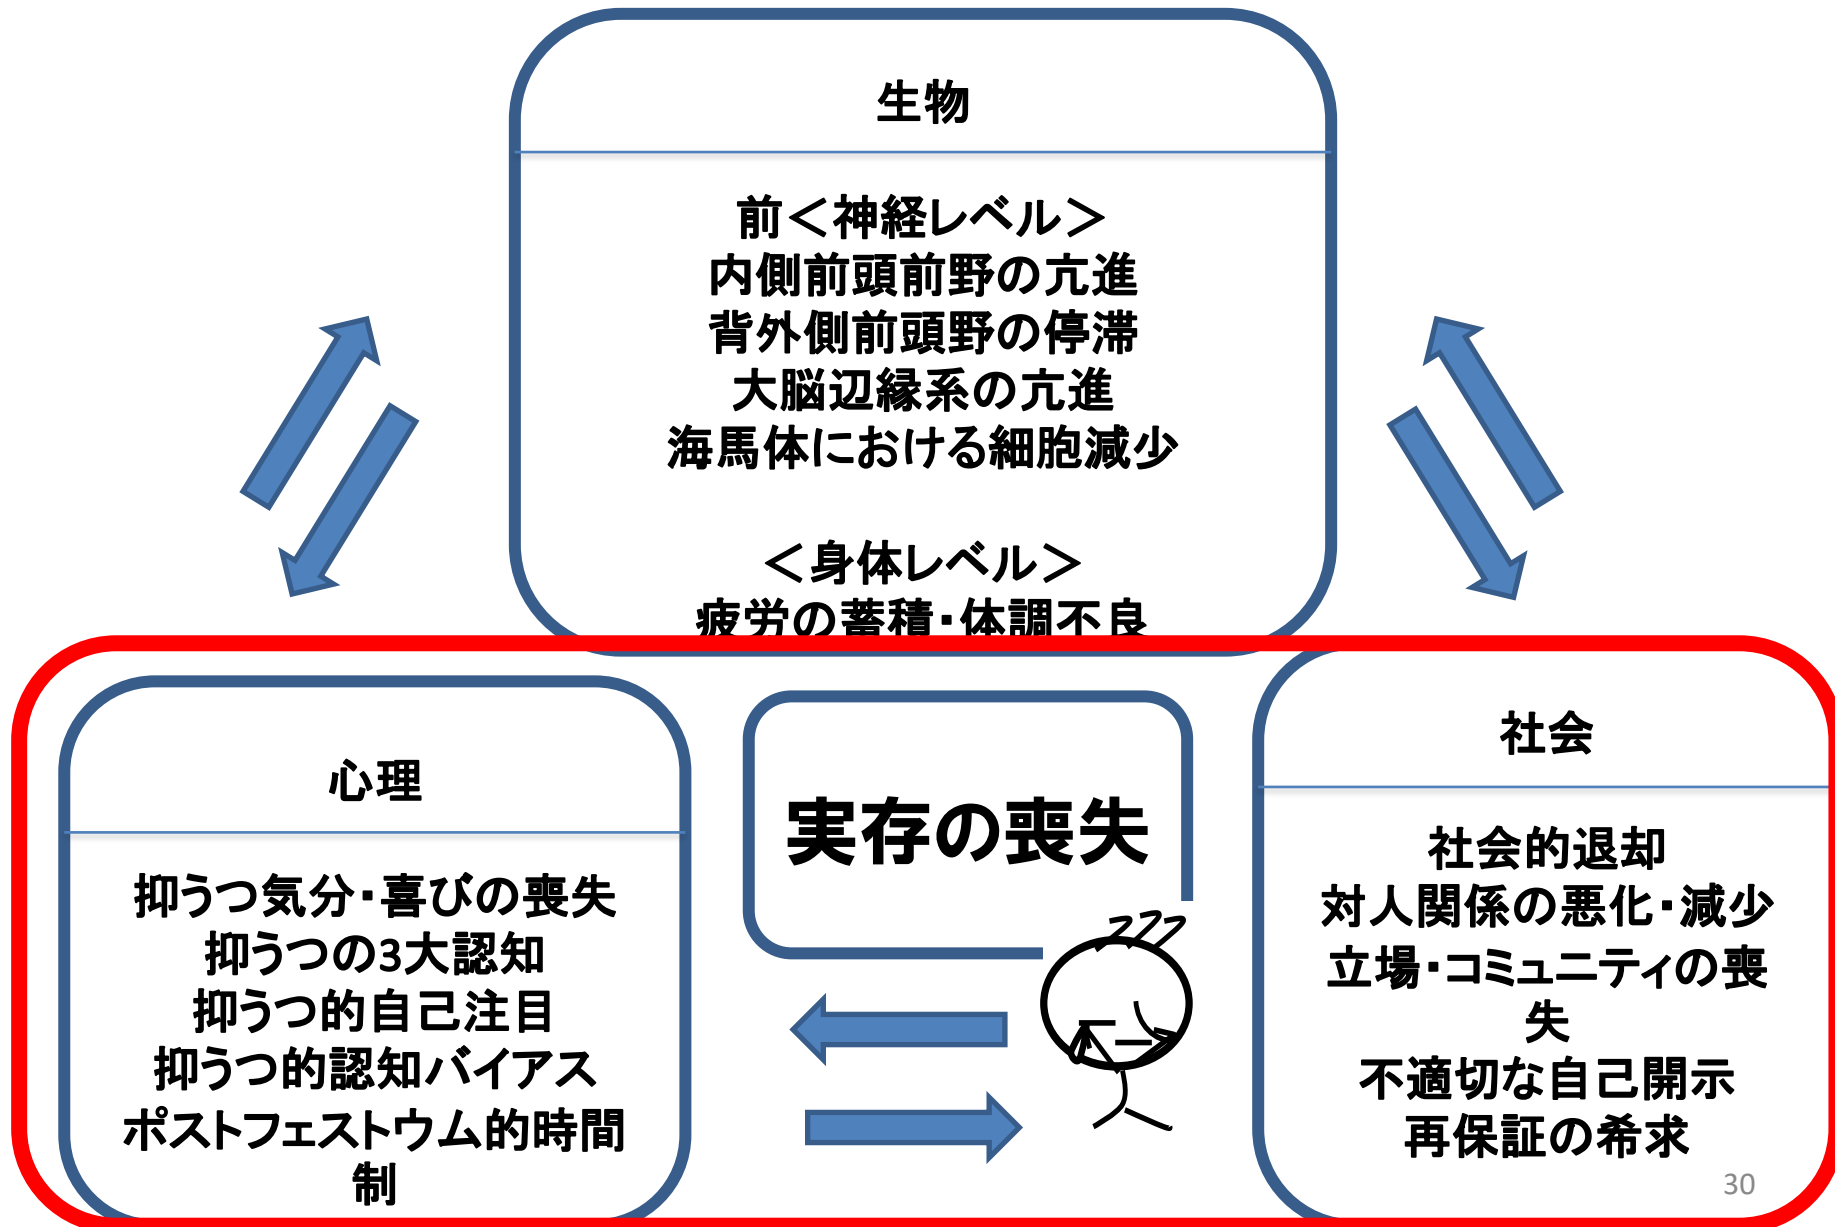 生物
前＜神経レベル＞
内側前頭前野の亢進
背外側前頭野の停滞
大脳辺縁系の亢進
海馬体における細胞減少
＜身体レベル＞
疲労の蓄積・体調不良
心理
抑うつ気分・喜びの喪失
抑うつの3大認知
抑うつ的自己注目
抑うつ的認知バイアス
ポストフェストウム的時間
制
実存の喪失
社会
社会的退却
対人関係の悪化・減少
立場・コミュニティの喪
失
不適切な自己開示
再保証の希求
30